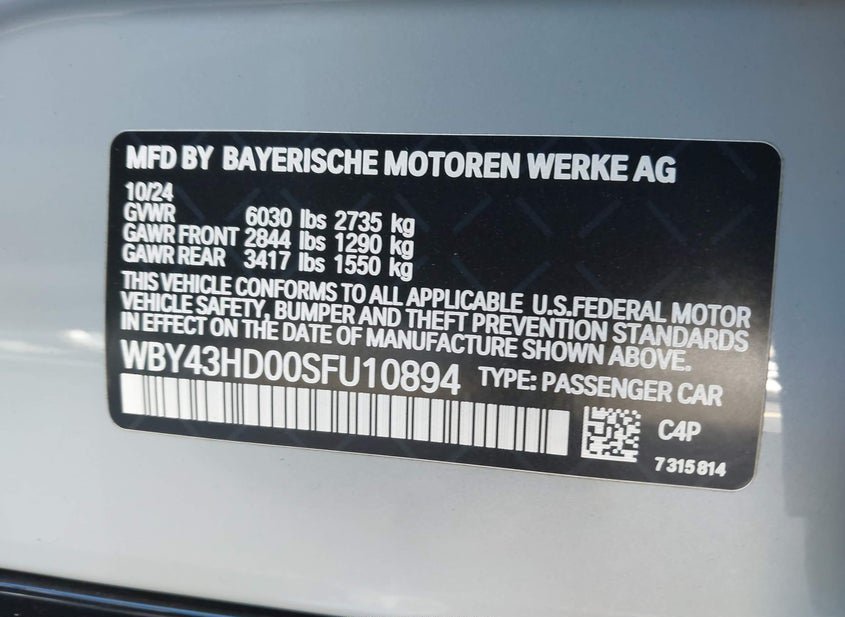 MFD BY BAYERISCHE MOTOREN WERKE AG
10/24
GVWR 6030 lbs 2735 kg
GAWR FRONT 2844 lbs 1290 kg
GAWR REAR 3417 lbs 1550 kg
THIS VEHICLE CONFORMS TO ALL APPLICABLE U.S.FEDERAL MOTOR
VEHICLE SAFETY, BUMPER AND THEFT PREVENTION STANDARDS
IN EFFECT ON THE DATE OF MANUFACTURE SHOWN ABOVE.
WBY43HD00SFU10894 TYPE: PASSENGER CAR
C4P
7 315 814